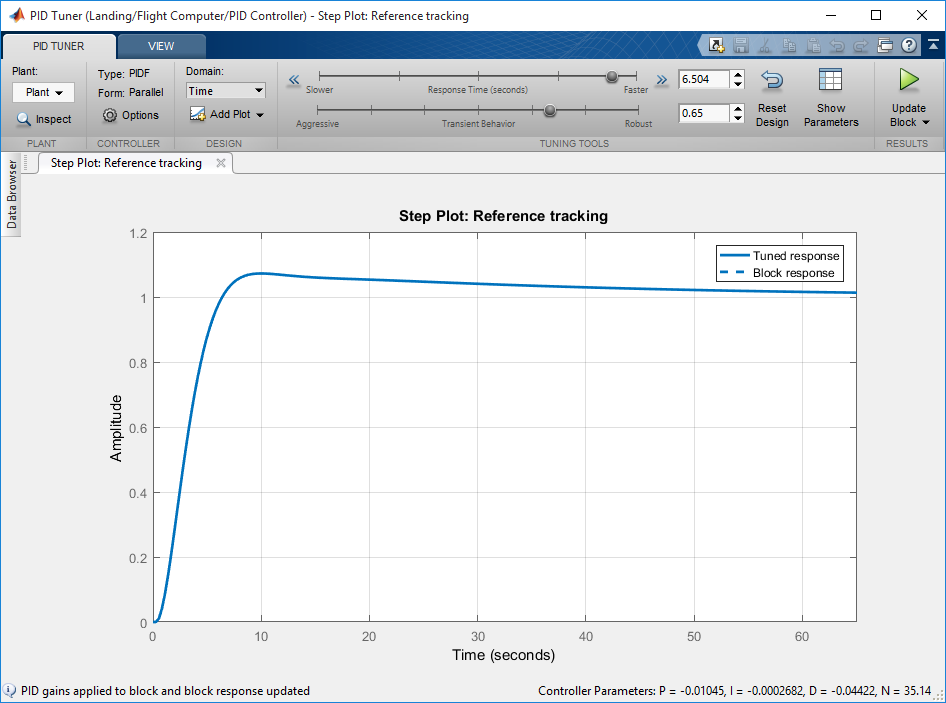 PID Tuner (Landing/Flight Computer/PID Controller) - Step Plot: Reference tracking
PID TUNER VIEW
Plant:
Plant
Inspect
PLANT
Type: PIDF
Form: Parallel
Options
CONTROLLER
Domain:
Time
Add Plot
DESIGN
Slower Response Time (seconds) Faster
6.504
Aggressive Transient Behavior Robust
0.65
Reset
Design
Show
Parameters
TUNING TOOLS
Update
Block
RESULTS
Data Browser
Step Plot: Reference tracking
Step Plot: Reference tracking
Tuned response
Block response
Amplitude
1.2
1
0.8
0.6
0.4
0.2
0
0 10 20 30 40 50 60
Time (seconds)
PID gains applied to block and block response updated
Controller Parameters: P = -0.01045, I = -0.0002682, D = -0.04422, N = 35.14